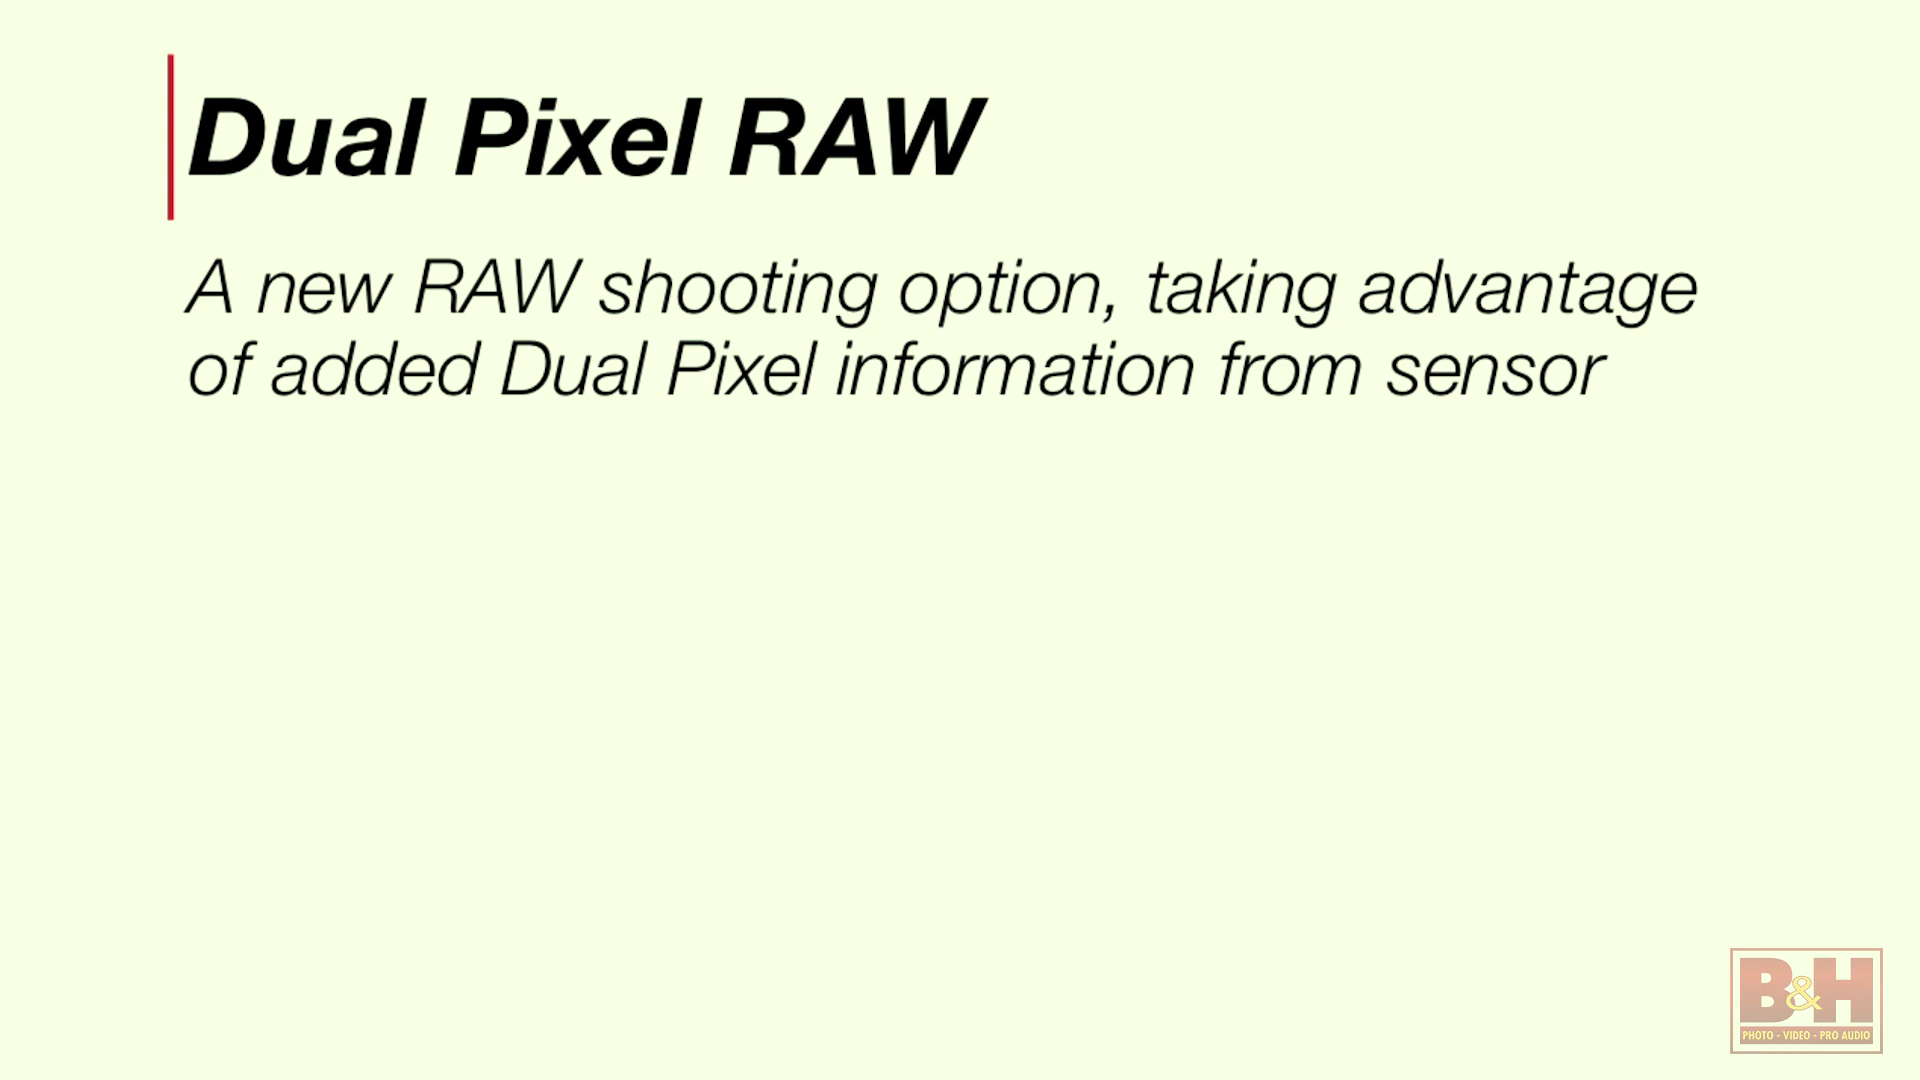 Dual Pixel RAW
A new RAW shooting option, taking advantage
of added Dual Pixel information from sensor
B&H
PHOTO - VIDEO - PRO AUDIO